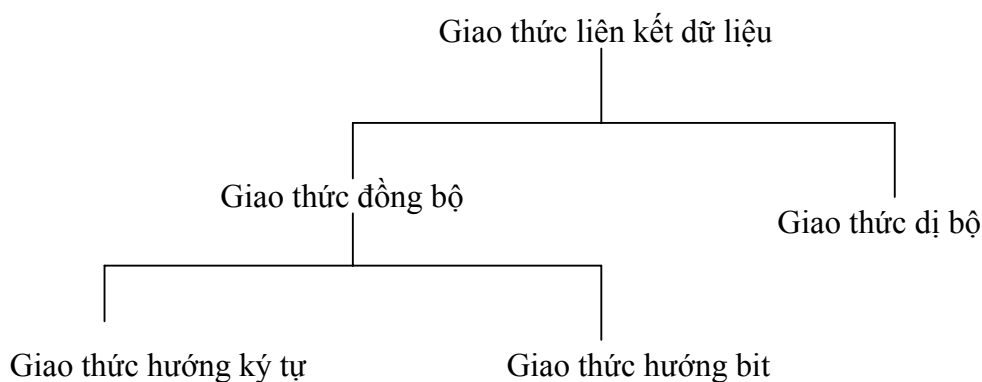 Giao thức liên kết dữ liệu
Giao thức đồng bộ
Giao thức dị bộ
Giao thức hướng ký tự
Giao thức hướng bit